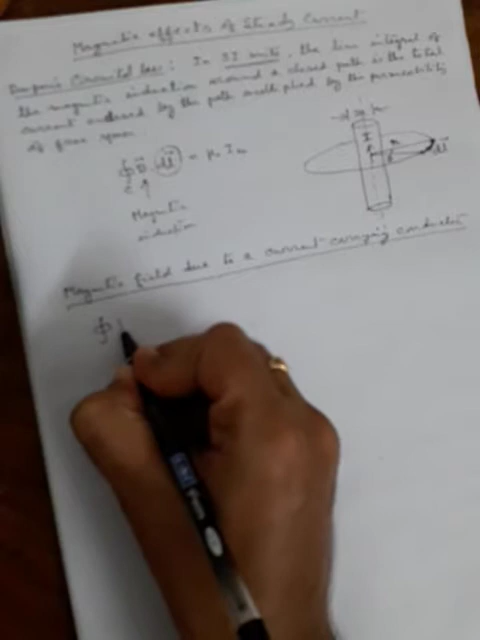 Magnetic effects of Steady Current
Ampere's Circuital law: In SI units, the line integral of
the magnetic induction around a closed path is the total
current enclosed by the path multiplied by the permeability
of free space
∮ B⃗ · dl⃗ = μ₀ I
C
Magnetic
induction
I
dl⃗
Magnetic field due to a current carrying conductor
∮